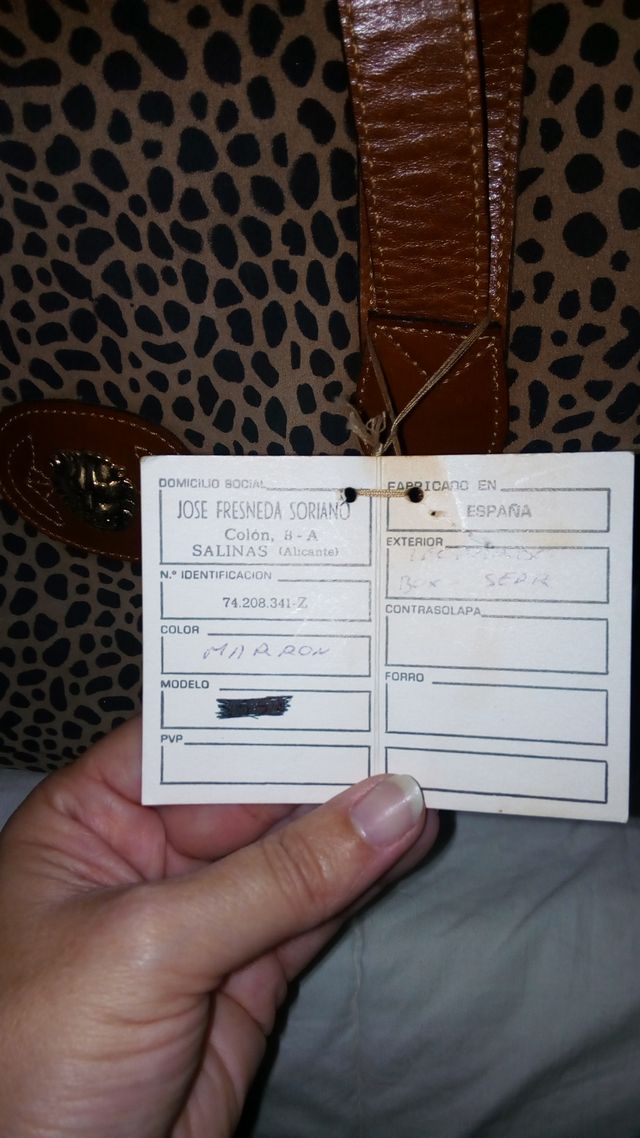 DOMICILIO SOCIAL
JOSE FRESNEDA SORIANO
Colón, 8-A
SALINAS (Alicante)
N.º IDENTIFICACION
74.208.341-Z
COLOR
MARRON
MODELO
PVP
FABRICADO EN
ESPAÑA
EXTERIOR
BOX
CONTRASOLAPA
FORRO